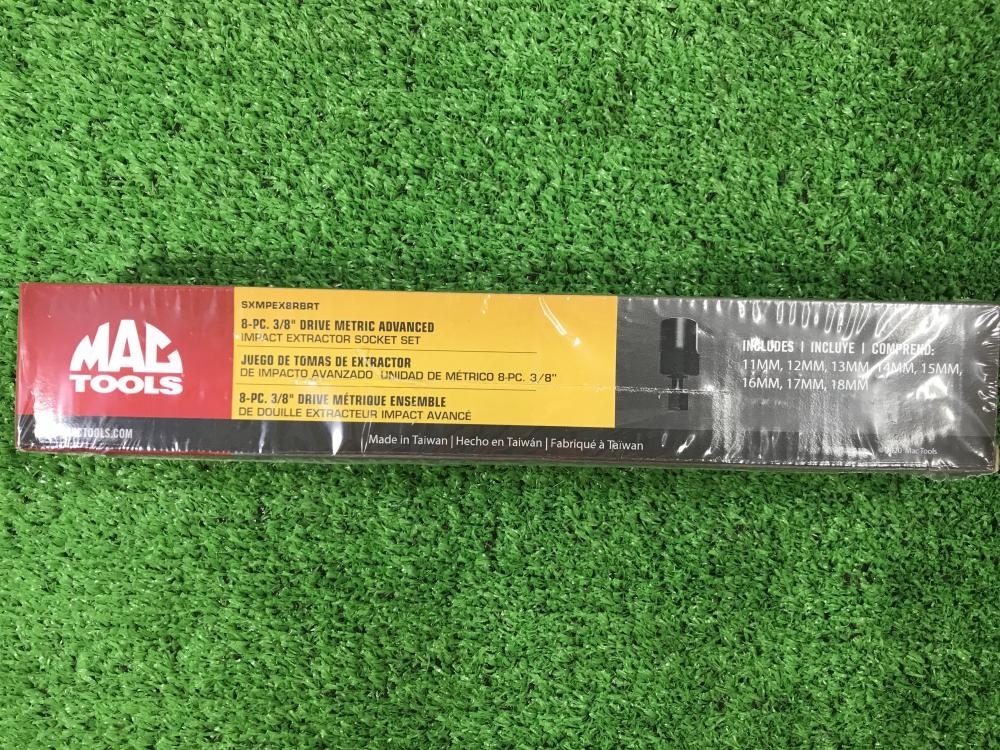 MAC
TOOLS
SXMPEX8RBRT
8-PC. 3/8" DRIVE METRIC ADVANCED
IMPACT EXTRACTOR SOCKET SET
JUEGO DE TOMAS DE EXTRACTOR
DE IMPACTO AVANZADO UNIDAD DE MÉTRICO 8-PC. 3/8"
8-PC. 3/8" DRIVE MÉTRIQUE ENSEMBLE
DE DOUILLE EXTRACTEUR IMPACT AVANCÉ
INCLUDES | INCLUYE | COMPREND:
11MM, 12MM, 13MM, 14MM, 15MM,
16MM, 17MM, 18MM
Made in Taiwan | Hecho en Taiwán | Fabriqué à Taïwan
Mac Tools